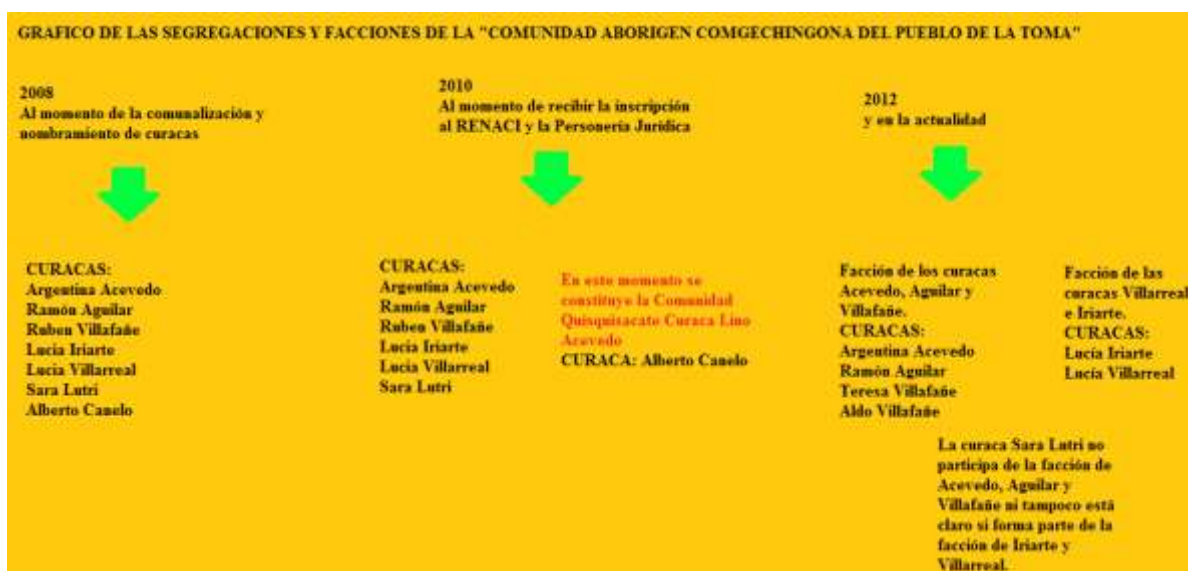 GRAFICO DE LAS SEGREGACIONES Y FACCIONES DE LA "COMUNIDAD ABORIGEN COMGECHINGONA DEL PUEBLO DE LA TOMA"
2008
Al momento de la comunalización y
nombramiento de curacas
CURACAS:
Argentina Acevedo
Ramón Aguilar
Ruben Villafañe
Lucia Iriarte
Lucia Villarreal
Sara Lutri
Alberto Canelo
2010
Al momento de recibir la inscripción
al RENACI y la Personería Jurídica
CURACAS:
Argentina Acevedo
Ramón Aguilar
Ruben Villafañe
Lucia Iriarte
Lucia Villarreal
Sara Lutri
En este momento se
constituye la Comunidad
Quisquisacate Curaca Lino
Acevedo
CURACA: Alberto Canelo
2012
y en la actualidad
Facción de los curacas
Acevedo, Aguilar y
Villafañe.
CURACAS:
Argentina Acevedo
Ramón Aguilar
Teresa Villafañe
Aldo Villafañe
Facción de las
curacas Villarreal
e Iriarte.
CURACAS:
Lucía Iriarte
Lucía Villarreal
La curaca Sara Lutri no
participa de la facción de
Acevedo, Aguilar y
Villafañe ni tampoco está
claro si forma parte de la
facción de Iriarte y
Villarreal.